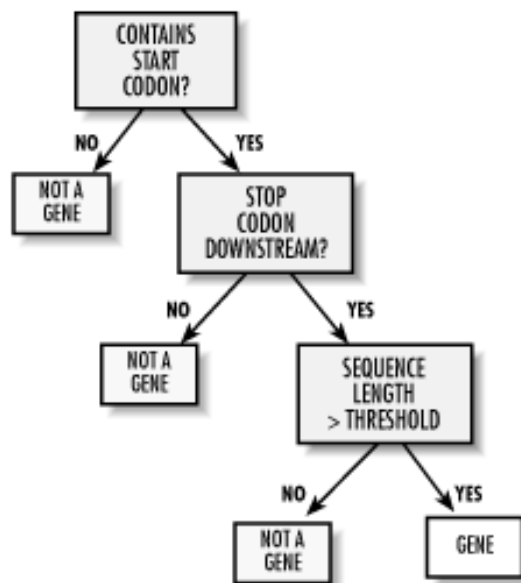 CONTAINS
START
CODON?
NO
YES
NOT A
GENE
STOP
CODON
DOWNSTREAM?
NO
YES
NOT A
GENE
SEQUENCE
LENGTH
> THRESHOLD
NO
YES
NOT A
GENE
GENE